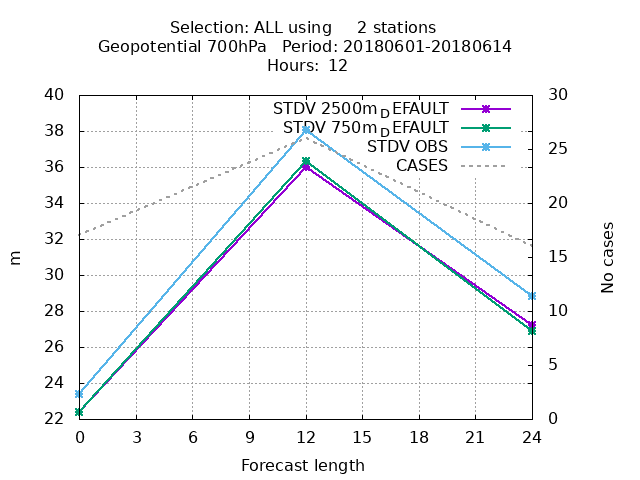 Selection: ALL using     2 stations
Geopotential 700hPa   Period: 20180601-20180614
Hours:  12
STDV 2500m_DEFAULT
STDV 750m_DEFAULT
STDV OBS
CASES
40
38
36
34
32
30
28
26
24
22
30
25
20
15
10
5
0
m
No cases
0 3 6 9 12 15 18 21 24
Forecast length